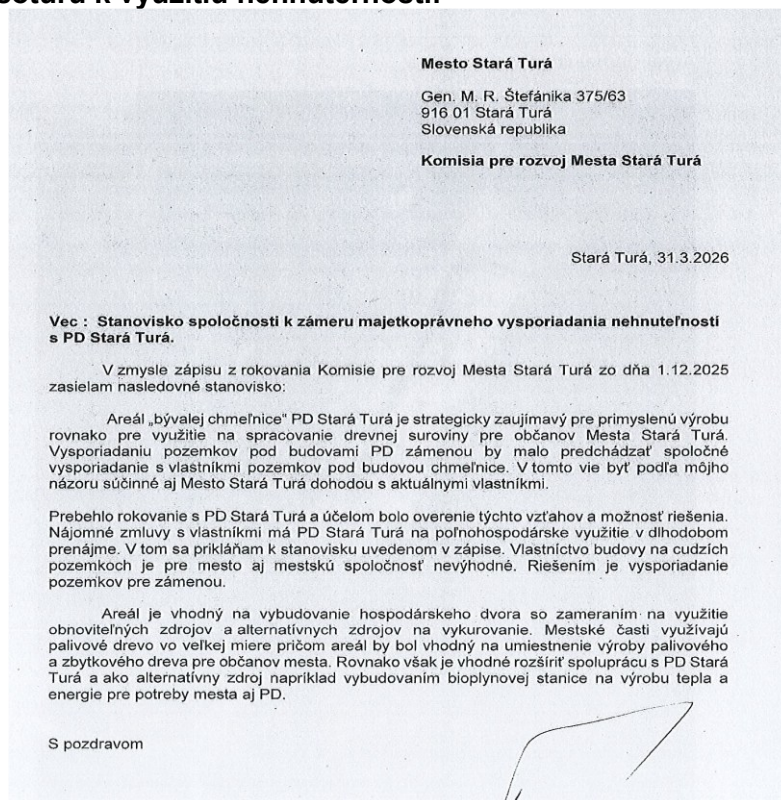 Mesto Stará Turá
Gen. M. R. Štefánika 375/63
916 01 Stará Turá
Slovenská republika
Komisia pre rozvoj Mesta Stará Turá
Stará Turá, 31.3.2026
Vec : Stanovisko spoločnosti k zámeru majetkoprávneho vysporiadania nehnuteľností
s PD Stará Turá.
V zmysle zápisu z rokovania Komisie pre rozvoj Mesta Stará Turá zo dňa 1.12.2025
zasielam nasledovné stanovisko:
Areál „bývalej chmeľnice" PD Stará Turá je strategicky zaujímavý pre primyslenú výrobu
rovnako pre využitie na spracovanie drevnej suroviny pre občanov Mesta Stará Turá.
Vysporiadaniu pozemkov pod budovami PD zámenou by malo predchádzať spoločné
vysporiadanie s vlastníkmi pozemkov pod budovou chmeľnice. V tomto vie byť podľa môjho
názoru súčinné aj Mesto Stará Turá dohodou s aktuálnymi vlastníkmi.
Prebehlo rokovanie s PD Stará Turá a účelom bolo overenie týchto vzťahov a možnosť riešenia.
Nájomné zmluvy s vlastníkmi má PD Stará Turá na poľnohospodárske využitie v dlhodobom
prenájme. V tom sa prikláňam k stanovisku uvedenom v zápise. Vlastníctvo budovy na cudzích
pozemkoch je pre mesto aj mestskú spoločnosť nevýhodné. Riešením je vysporiadanie
pozemkov pre zámenou.
Areál je vhodný na vybudovanie hospodárskeho dvora so zameraním na využitie
obnoviteľných zdrojov a alternatívnych zdrojov na vykurovanie. Mestské časti využívajú
palivové drevo vo veľkej miere pričom areál by bol vhodný na umiestnenie výroby palivového
a zbytkového dreva pre občanov mesta. Rovnako však je vhodné rozšíriť spoluprácu s PD Stará
Turá a ako alternatívny zdroj napríklad vybudovaním bioplynovej stanice na výrobu tepla a
energie pre potreby mesta aj PD.
S pozdravom